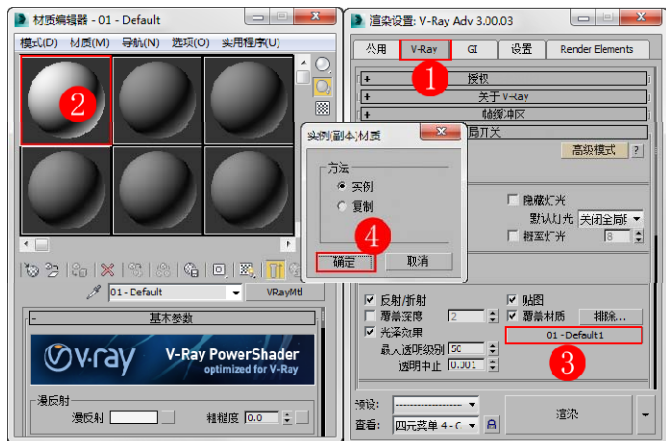 材质编辑器 - 01 - Default
模式(D) 材质(M) 导航(N) 选项(O) 实用程序(U)
2
01 - Default
VRayMtl
基本参数
v·ray
V-Ray PowerShader
optimized for V-Ray
漫反射
漫反射
粗糙度 0.0
渲染设置: V-Ray Adv 3.00.03
公用 V-Ray GI 设置 Render Elements
1
授权
关于 V-Ray
帧缓冲区
局开关
高级模式 ?
隐藏灯光
默认灯光 关闭全局
概率灯光 8
反射/折射 贴图
覆盖深度 2 覆盖材质 排除...
光泽效果 01 - Default1
最大透明级别 50
透明中止 0.001
3
预设: --------------------
渲染
查看: 四元菜单 4 - C
实例(副本)材质
方法
实例
复制
4
确定 取消